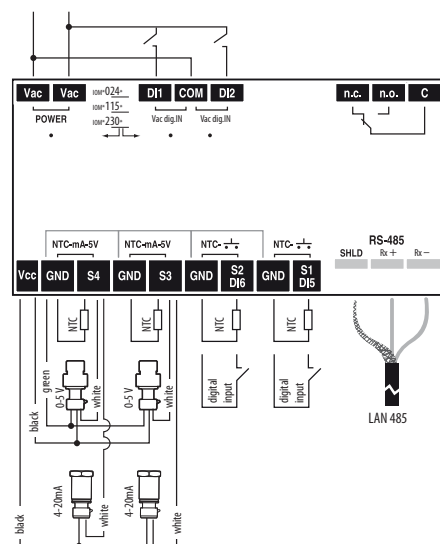 Vac Vac IOM*024* DI1 COM DI2 n.c. n.o. C
IOM*115*
POWER IOM*230* Vac dig.IN Vac dig.IN
RS-485
NTC-mA-5V NTC-mA-5V NTC- NTC- SHLD Rx + Rx −
Vcc GND S4 GND S3 GND S2 DI6 GND S1 DI5
NTC NTC NTC NTC
green 0-5 V white 0-5 V white digital input digital input
black LAN 485
4-20mA white 4-20mA white
black